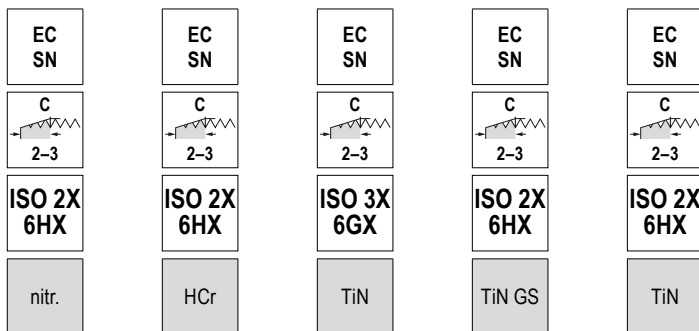 EC EC EC EC EC
SN SN SN SN SN
C C C C C
2–3 2–3 2–3 2–3 2–3
ISO 2X ISO 2X ISO 3X ISO 2X ISO 2X
6HX 6HX 6GX 6HX 6HX
nitr. HCr TiN TiN GS TiN